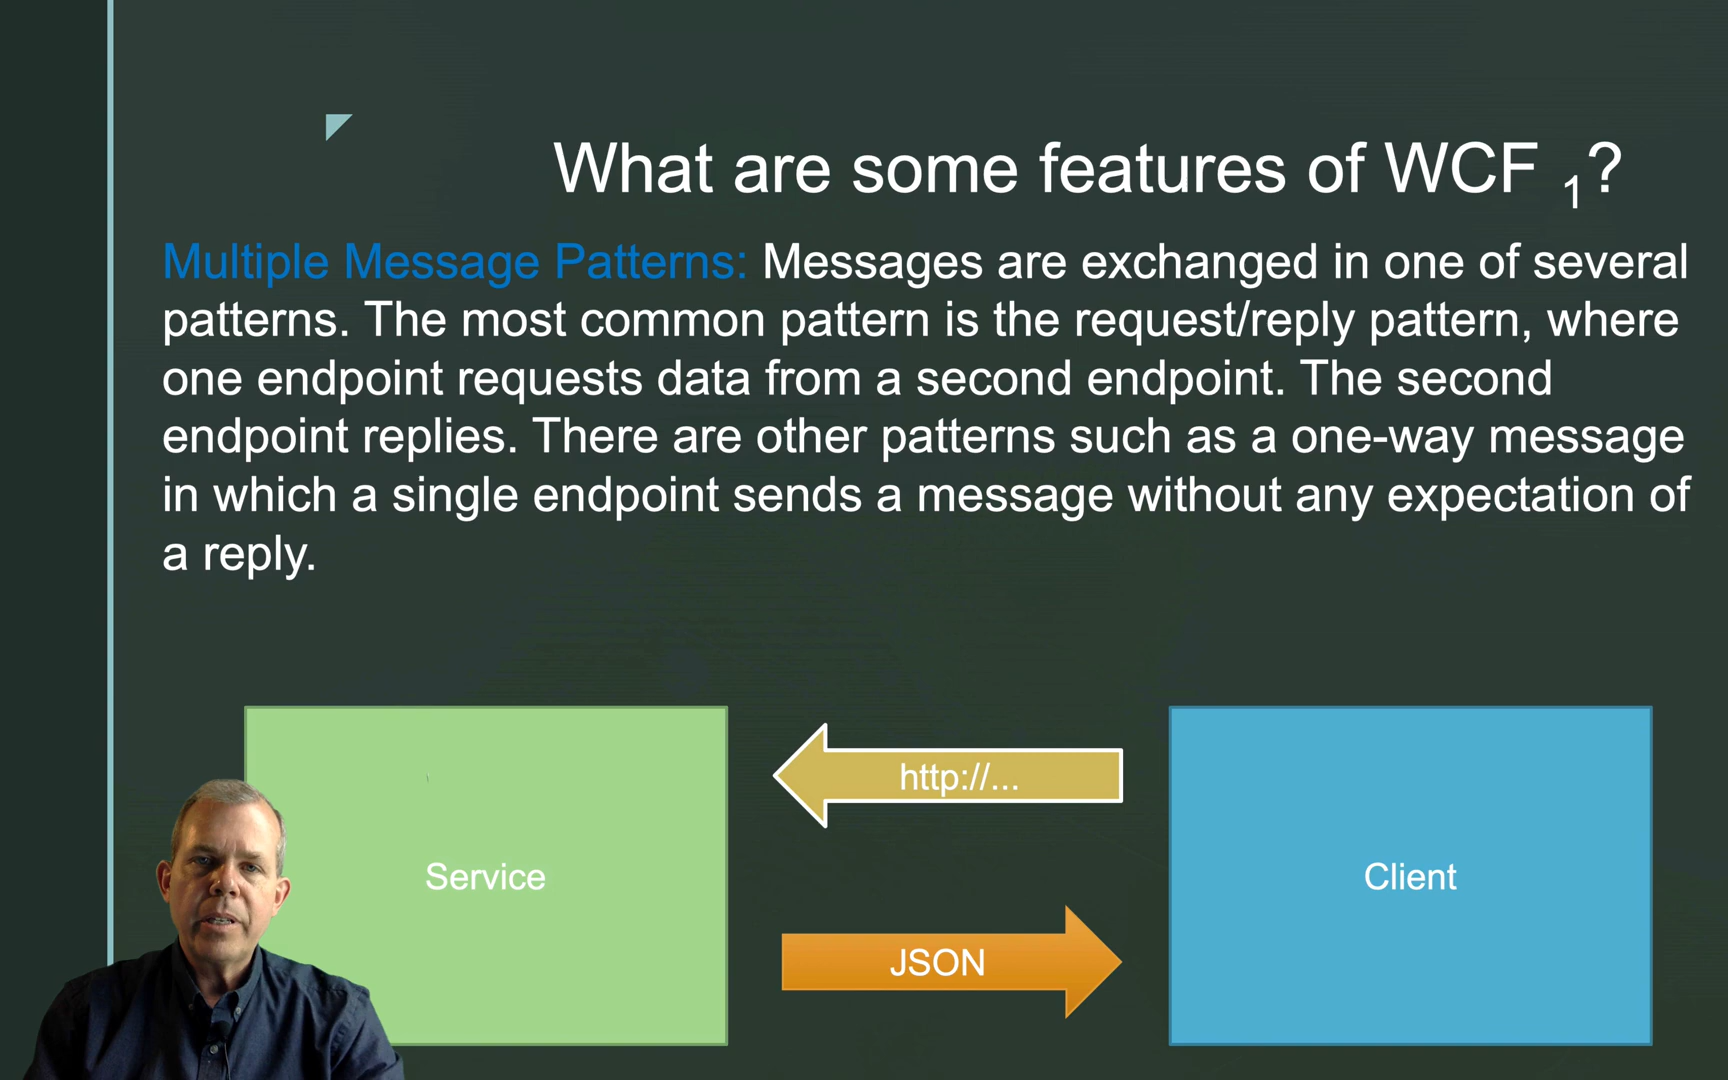 What are some features of WCF 1?
Multiple Message Patterns: Messages are exchanged in one of several
patterns. The most common pattern is the request/reply pattern, where
one endpoint requests data from a second endpoint. The second
endpoint replies. There are other patterns such as a one-way message
in which a single endpoint sends a message without any expectation of
a reply.
http://...
Service
Client
JSON